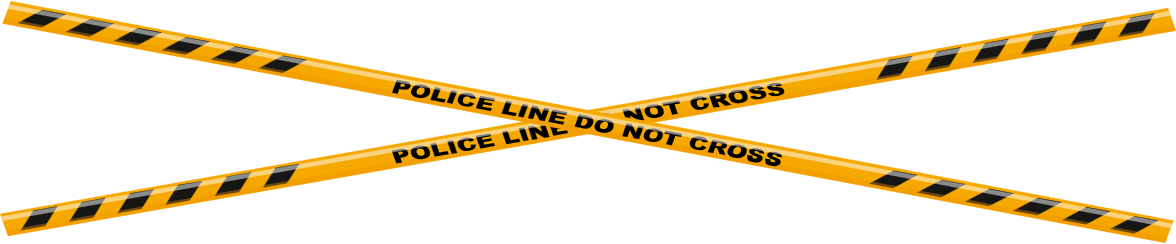 POLICE LINE DO NOT CROSS
POLICE LINE NOT CROSS